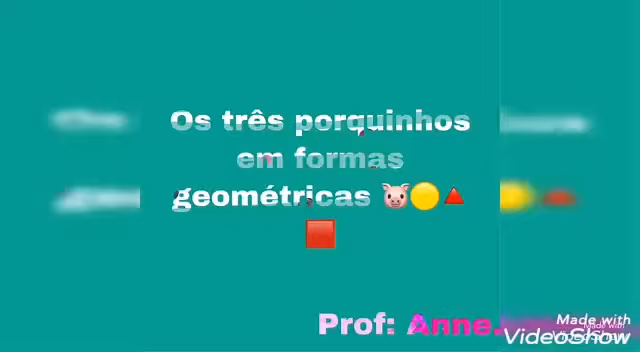 Os três porquinhos
em formas
geométricas 🐷🟡🔺
🟥
Prof: Anne
Made with
VideoShow